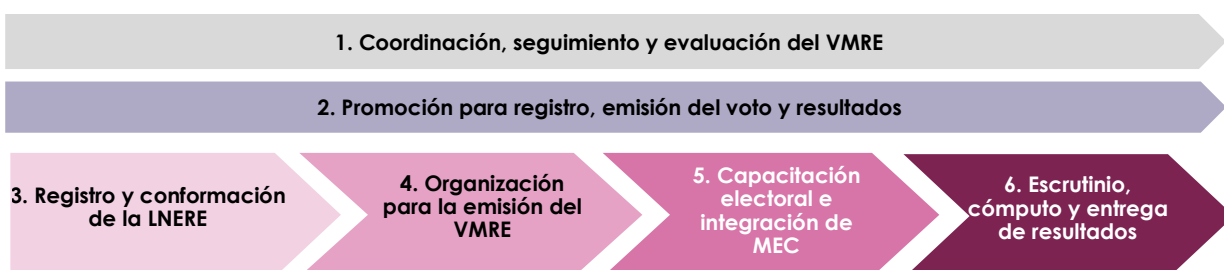 1. Coordinación, seguimiento y evaluación del VMRE
2. Promoción para registro, emisión del voto y resultados
3. Registro y conformación
de la LNERE
4. Organización
para la emisión del
VMRE
5. Capacitación
electoral e
integración de
MEC
6. Escrutinio,
cómputo y entrega
de resultados